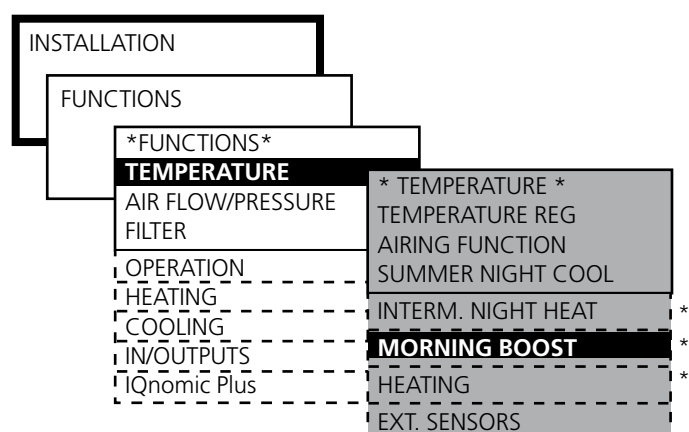 INSTALLATION
FUNCTIONS
*FUNCTIONS*
TEMPERATURE
AIR FLOW/PRESSURE
FILTER
OPERATION
HEATING
COOLING
IN/OUTPUTS
IQnomic Plus
* TEMPERATURE *
TEMPERATURE REG
AIRING FUNCTION
SUMMER NIGHT COOL
INTERM. NIGHT HEAT *
MORNING BOOST *
HEATING *
EXT. SENSORS